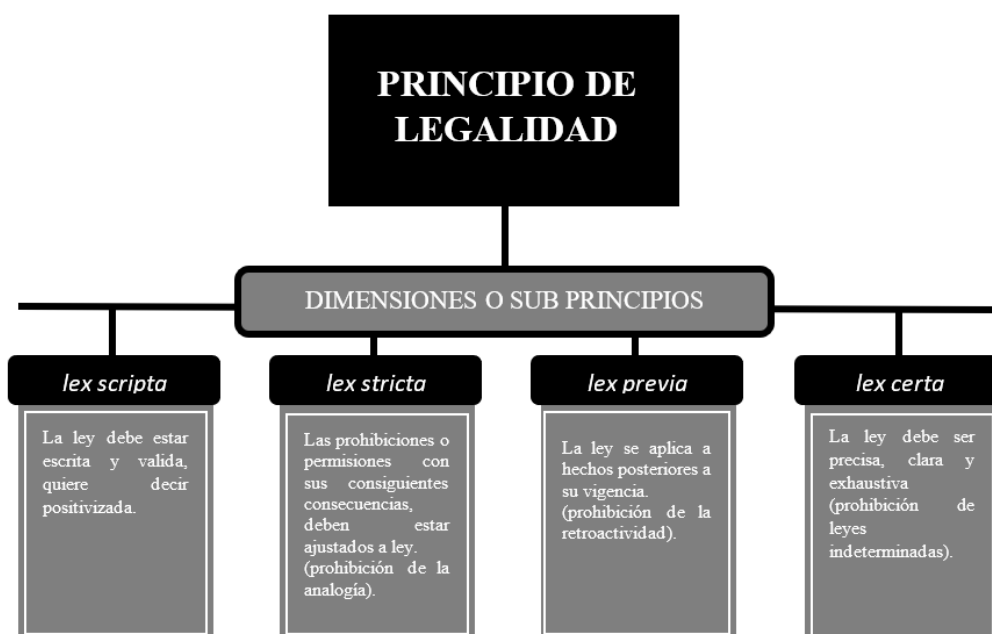 PRINCIPIO DE
LEGALIDAD
DIMENSIONES O SUB PRINCIPIOS
lex scripta
La ley debe estar
escrita y valida,
quiere decir
positivizada.
lex stricta
Las prohibiciones o
permisiones con
sus consiguientes
consecuencias,
deben estar
ajustados a ley.
(prohibición de la
analogía).
lex previa
La ley se aplica a
hechos posteriores a
su vigencia.
(prohibición de la
retroactividad).
lex certa
La ley debe ser
precisa, clara y
exhaustiva
(prohibición de
leyes
indeterminadas).